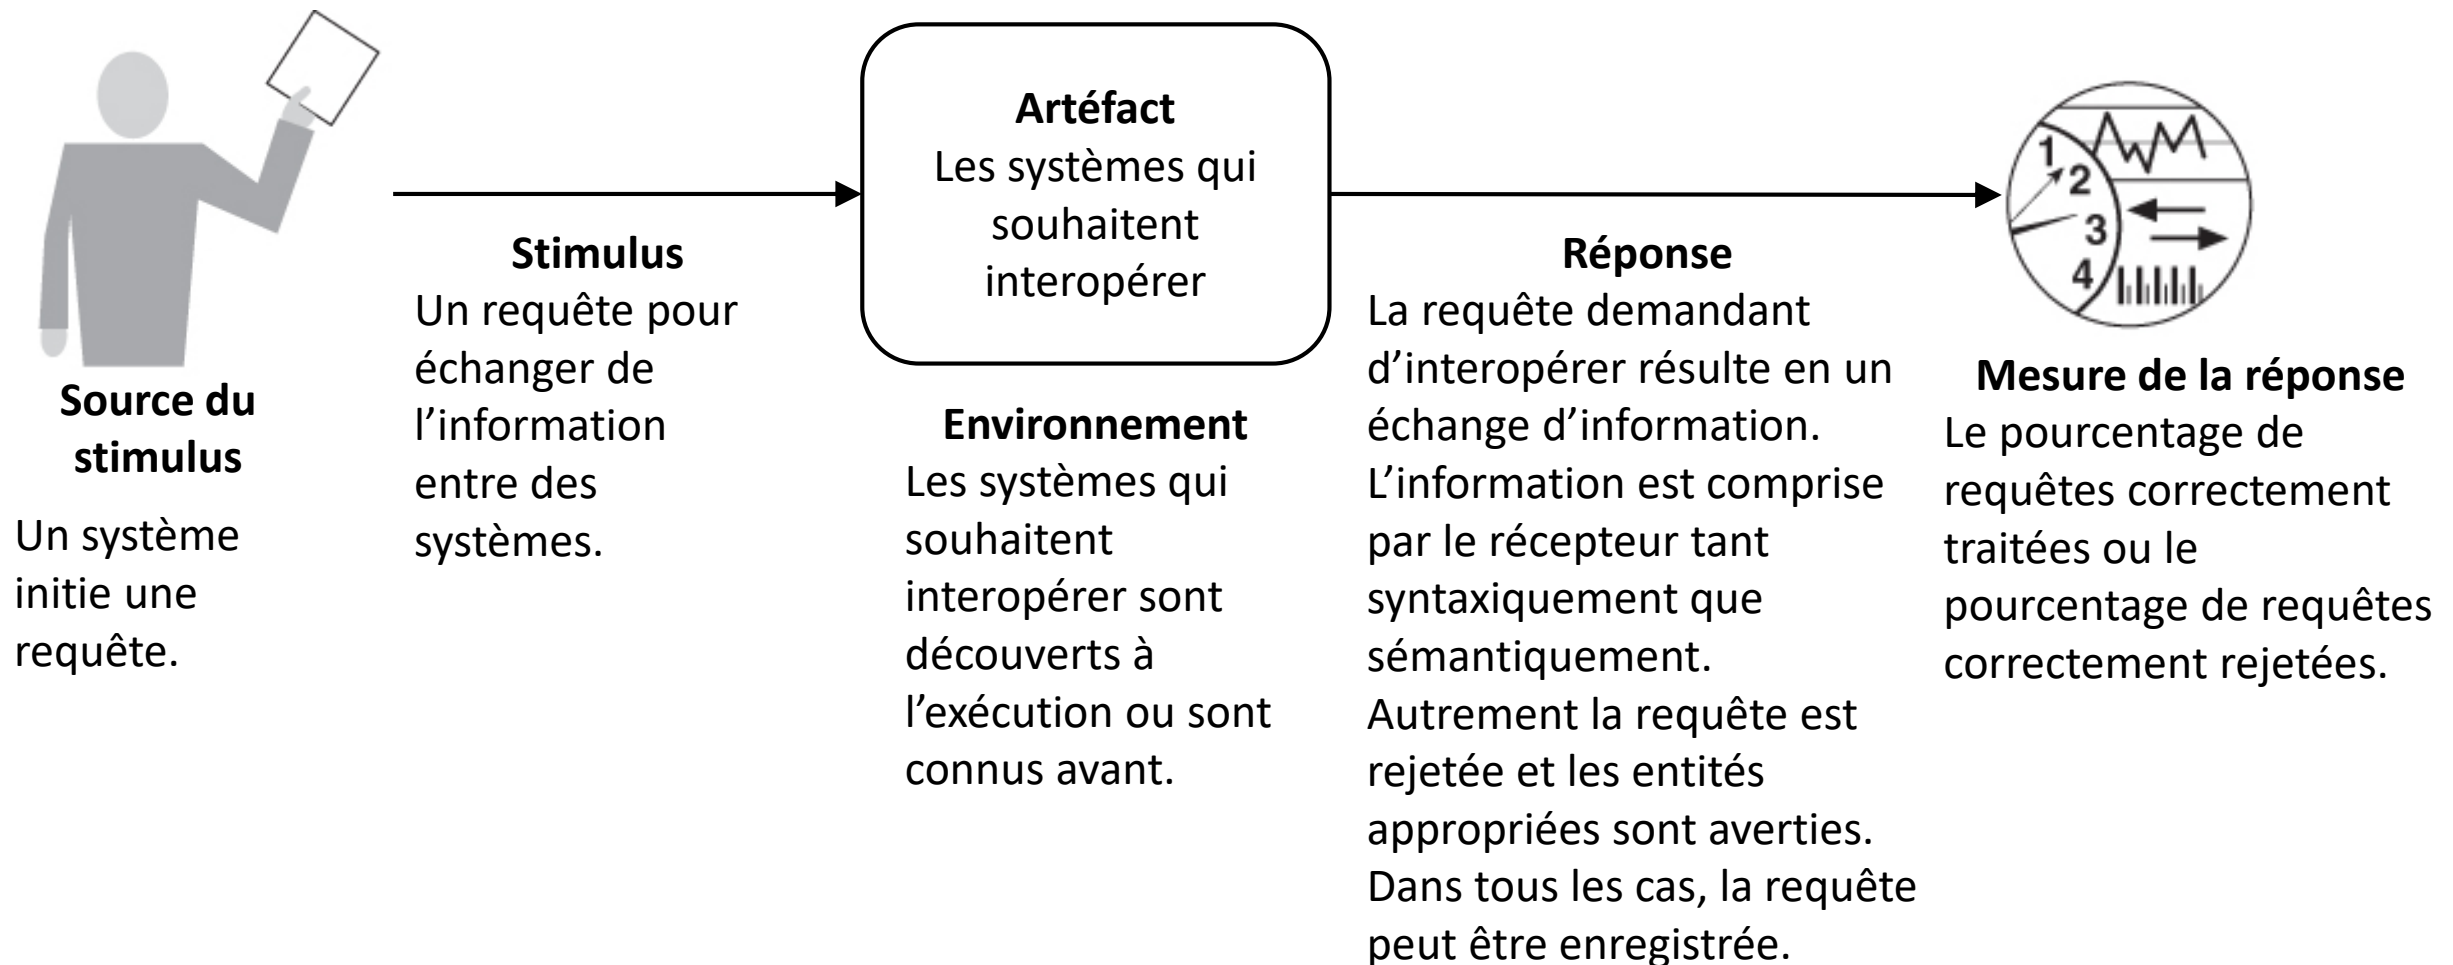 Source du
stimulus
Un système
initie une
requête.
Stimulus
Un requête pour
échanger de
l’information
entre des
systèmes.
Artéfact
Les systèmes qui
souhaitent
interopérer
Environnement
Les systèmes qui
souhaitent
interopérer sont
découverts à
l’exécution ou sont
connus avant.
Réponse
La requête demandant
d’interopérer résulte en un
échange d’information.
L’information est comprise
par le récepteur tant
syntaxiquement que
sémantiquement.
Autrement la requête est
rejetée et les entités
appropriées sont averties.
Dans tous les cas, la requête
peut être enregistrée.
1
2
3
4
Mesure de la réponse
Le pourcentage de
requêtes correctement
traitées ou le
pourcentage de requêtes
correctement rejetées.